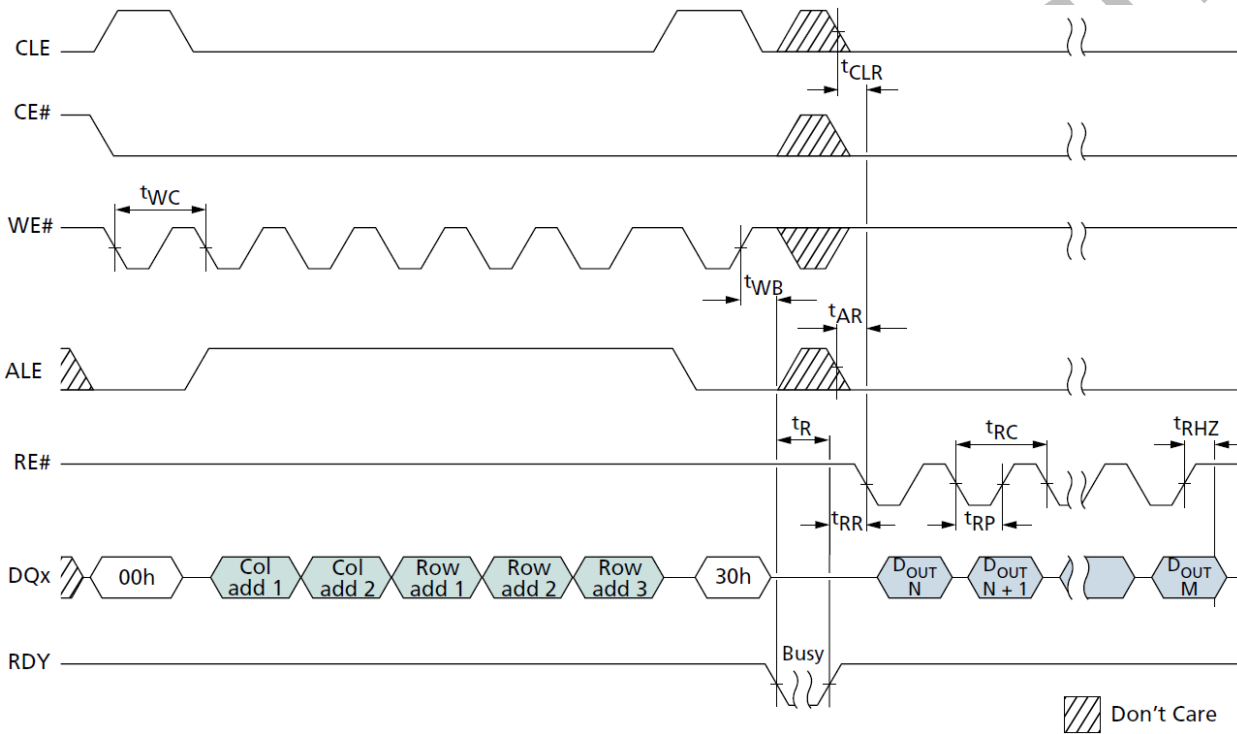 CLE
tCLR
CE#
tWC
WE#
tWB
tAR
ALE
tR
tRC
tRHZ
RE#
tRR
tRP
DQx
00h
Col
add 1
Col
add 2
Row
add 1
Row
add 2
Row
add 3
30h
DOUT
N
DOUT
N + 1
DOUT
M
RDY
Busy
Don't Care